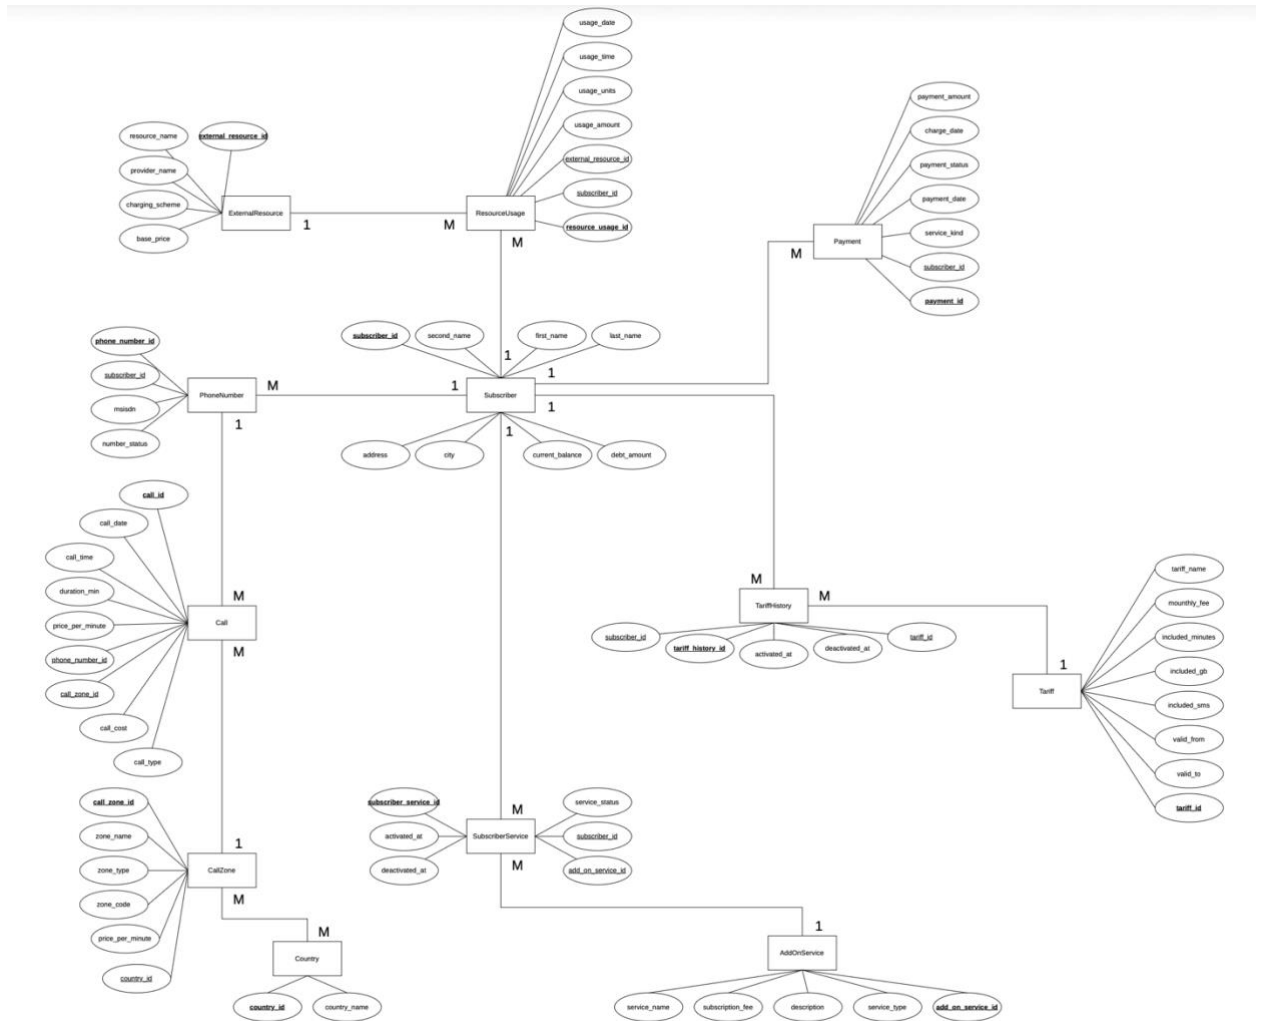 usage_date
usage_time
usage_units
usage_amount
external_resource_id
subscriber_id
resource_usage_id
resource_name
external_resource_id
provider_name
charging_scheme
base_price
ExternalResource
1
M
ResourceUsage
M
payment_amount
charge_date
payment_status
payment_date
service_kind
subscriber_id
payment_id
Payment
M
phone_number_id
subscriber_id
msisdn
number_status
PhoneNumber
M
1
subscriber_id
second_name
first_name
last_name
1
1
1
Subscriber
1
1
address
city
current_balance
debt_amount
call_id
call_date
call_time
duration_min
price_per_minute
phone_number_id
call_zone_id
call_cost
call_type
M
Call
M
M
TariffHistory
M
subscriber_id
tariff_history_id
activated_at
deactivated_at
tariff_id
tariff_name
mounthly_fee
included_minutes
included_gb
included_sms
valid_from
valid_to
tariff_id
1
Tariff
call_zone_id
zone_name
zone_type
zone_code
price_per_minute
country_id
1
CallZone
M
M
Country
country_id
country_name
subscriber_service_id
activated_at
deactivated_at
M
SubscriberService
M
service_status
subscriber_id
add_on_service_id
1
AddOnService
service_name
subscription_fee
description
service_type
add_on_service_id